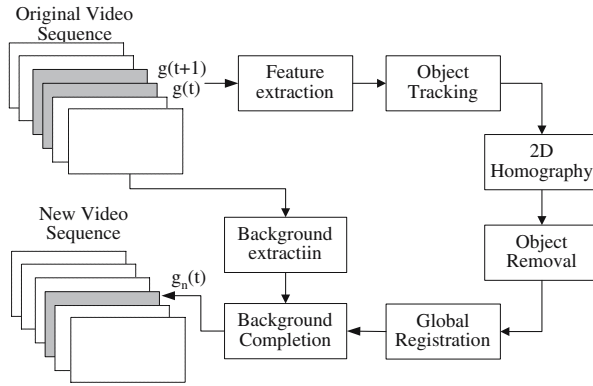 Original Video
Sequence
g(t+1)
g(t)
Feature
extraction
Object
Tracking
2D
Homography
Object
Removal
Global
Registration
Background
extractiin
Background
Completion
New Video
Sequence
gn(t)